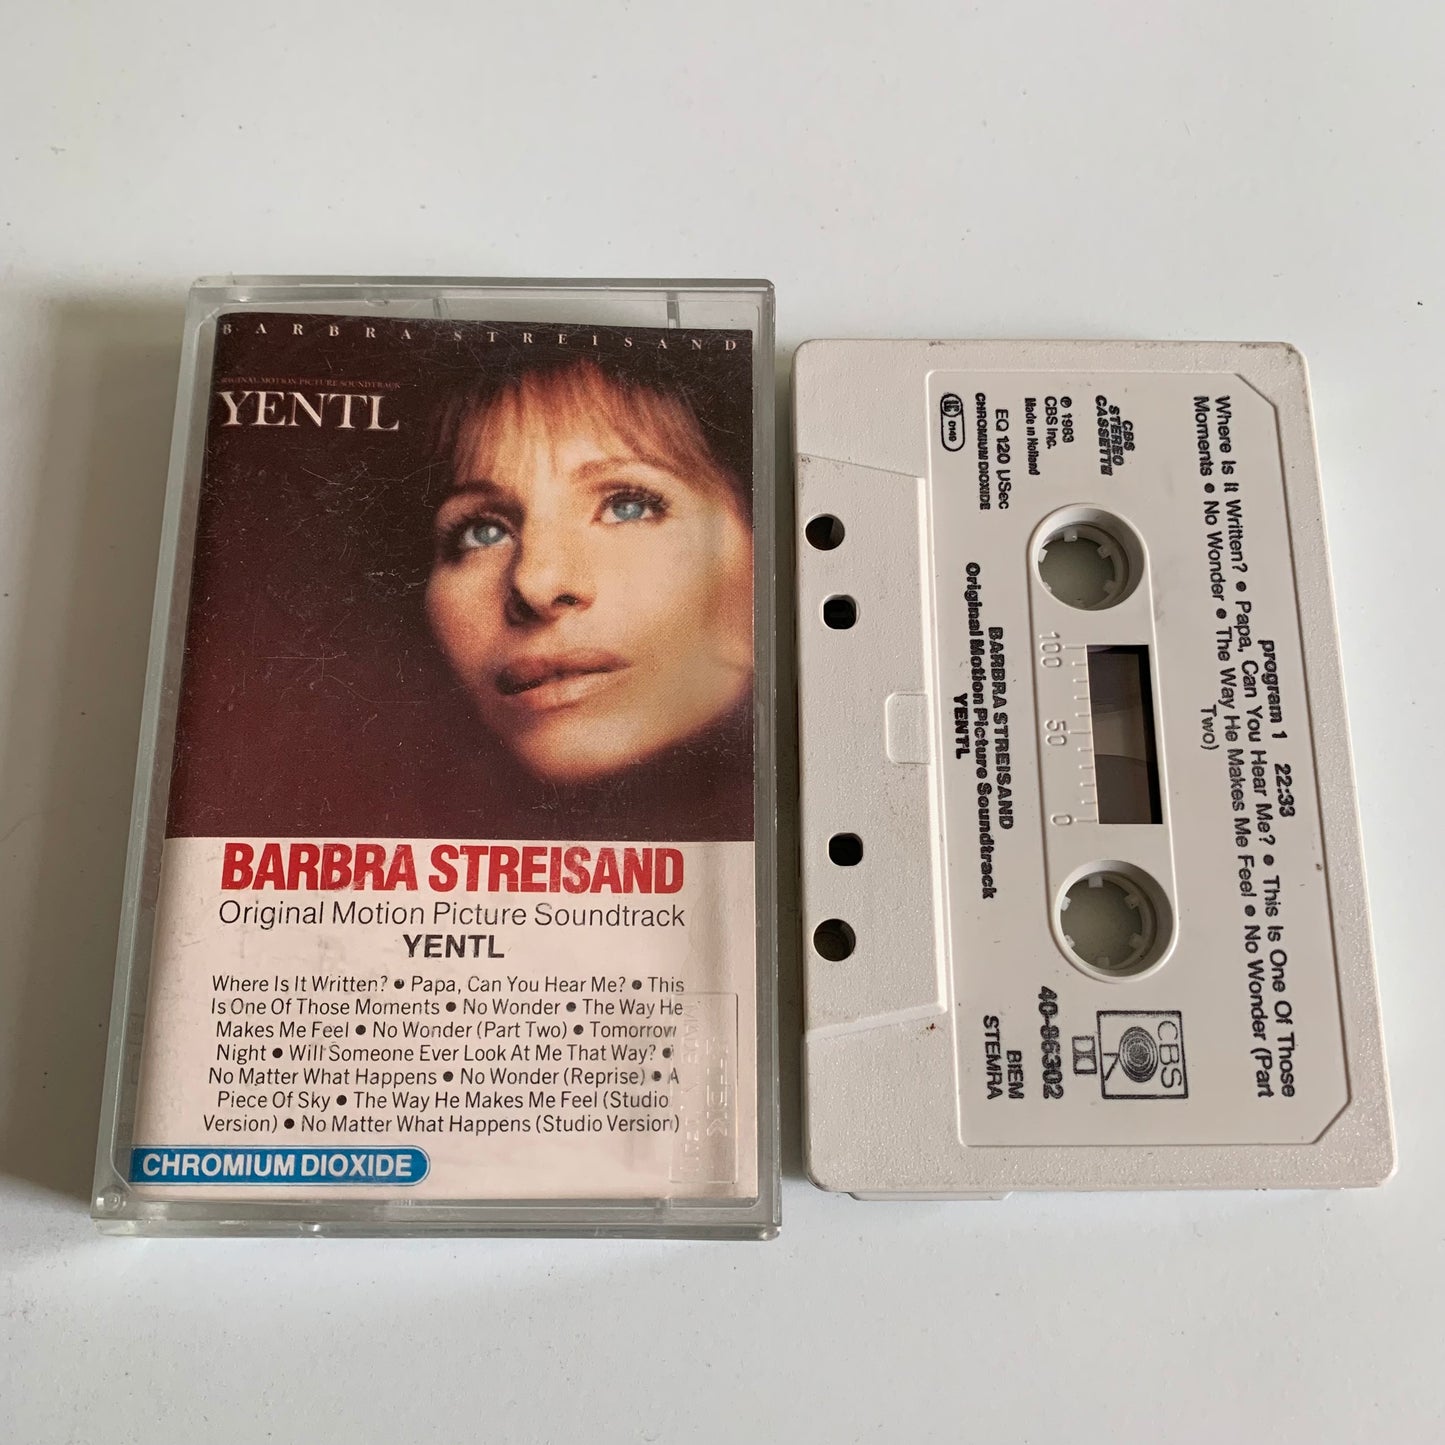 BARBRA STREISAND
ORIGINAL MOTION PICTURE SOUNDTRACK
YENTL
BARBRA STREISAND
Original Motion Picture Soundtrack
YENTL
Where Is It Written? ● Papa, Can You Hear Me? ● This
Is One Of Those Moments ● No Wonder ● The Way He
Makes Me Feel ● No Wonder (Part Two) ● Tomorrow
Night ● Will Someone Ever Look At Me That Way? ●
No Matter What Happens ● No Wonder (Reprise) ● A
Piece Of Sky ● The Way He Makes Me Feel (Studio
Version) ● No Matter What Happens (Studio Version)
CHROMIUM DIOXIDE
program 1 22:33
Where Is It Written? ● Papa, Can You Hear Me? ● This Is One Of Those
Moments ● No Wonder ● The Way He Makes Me Feel ● No Wonder (Part
Two)
CBS
STEREO
CASSETTE
℗ 1983
CBS Inc.
Made in Holland
EQ 120 µSec
CHROMIUM DIOXIDE
LC 0149
100 50 0
CBS
40-86302
BIEM
STEMRA
BARBRA STREISAND
Original Motion Picture Soundtrack
YENTL